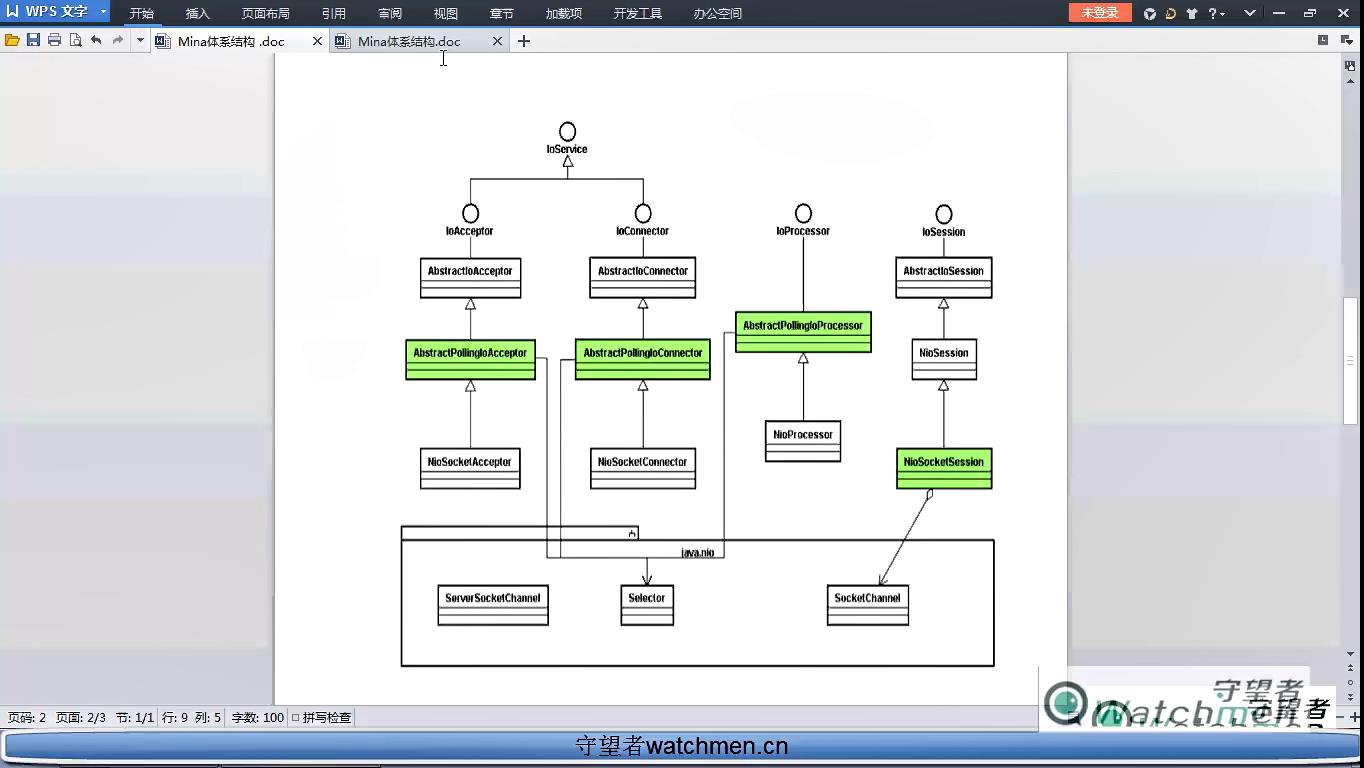 WPS 文字 开始 插入 页面布局 引用 审阅 视图 章节 加载项 开发工具 办公空间 未登录
Mina体系结构 .doc Mina体系结构.doc
IoService
IoAcceptor IoConnector IoProcessor IoSession
AbstractIoAcceptor AbstractIoConnector AbstractIoSession
AbstractPollingIoProcessor
AbstractPollingIoAcceptor AbstractPollingIoConnector NioSession
NioProcessor
NioSocketAcceptor NioSocketConnector NioSocketSession
java.nio
ServerSocketChannel Selector SocketChannel
守望者
守望者
Watchmen
页码: 2 页面: 2/3 节: 1/1 行: 9 列: 5 字数: 100 拼写检查
守望者watchmen.cn